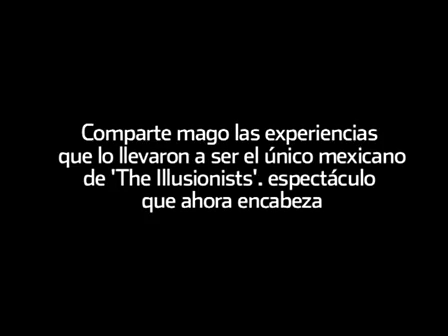 Comparte mago las experiencias
que lo llevaron a ser el único mexicano
de 'The Illusionists'. espectáculo
que ahora encabeza